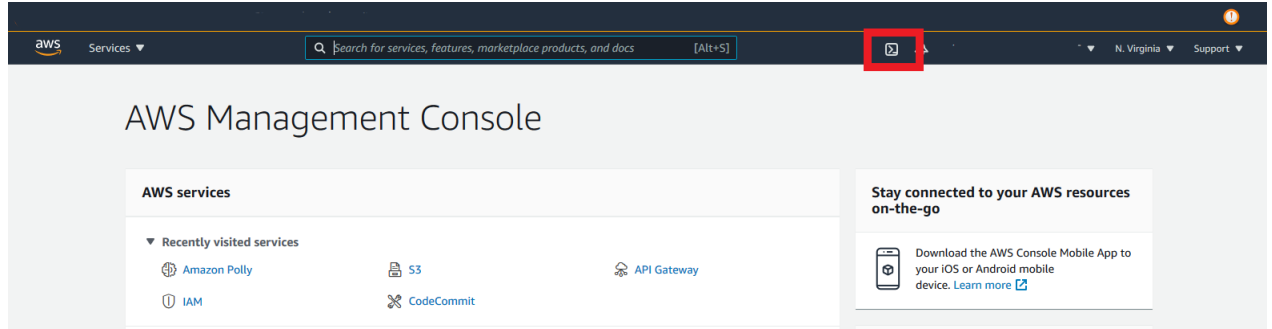 aws Services ▼ Search for services, features, marketplace products, and docs [Alt+S] N. Virginia ▼ Support ▼
AWS Management Console
AWS services
Recently visited services
Amazon Polly S3 API Gateway
IAM CodeCommit
Stay connected to your AWS resources
on-the-go
Download the AWS Console Mobile App to
your iOS or Android mobile
device. Learn more